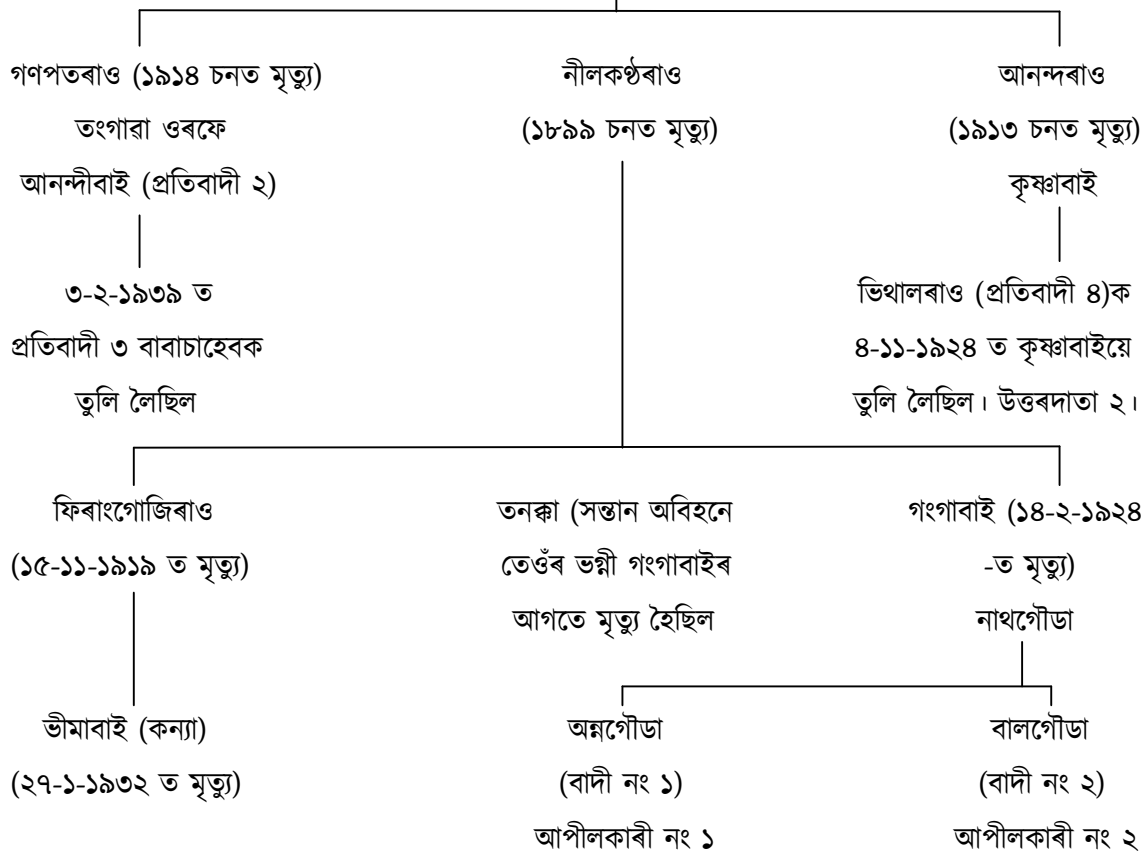 গণপতৰাও (১৯১৪ চনত মৃত্যু)
তংগাৱা ওৰফে
আনন্দীবাই (প্ৰতিবাদী ২)
নীলকণ্ঠৰাও
(১৮৯৯ চনত মৃত্যু)
আনন্দৰাও
(১৯১৩ চনত মৃত্যু)
কৃষ্ণাবাই
৩-২-১৯৩৯ ত
প্ৰতিবাদী ৩ বাবাচাহেবক
তুলি লৈছিল
ভিথালৰাও (প্ৰতিবাদী ৪)ক
৪-১১-১৯২৪ ত কৃষ্ণাবাইয়ে
তুলি লৈছিল। উত্তৰদাতা ২।
ফিৰাংগোজিৰাও
(১৫-১১-১৯১৯ ত মৃত্যু)
তনক্কা (সন্তান অবিহনে
তেওঁৰ ভগ্নী গংগাবাইৰ
আগতে মৃত্যু হৈছিল
গংগাবাই (১৪-২-১৯২৪
-ত মৃত্যু)
নাথগৌডা
ভীমাবাই (কন্যা)
(২৭-১-১৯৩২ ত মৃত্যু)
অন্নগৌডা
(বাদী নং ১)
আপীলকাৰী নং ১
বালগৌডা
(বাদী নং ২)
আপীলকাৰী নং ২